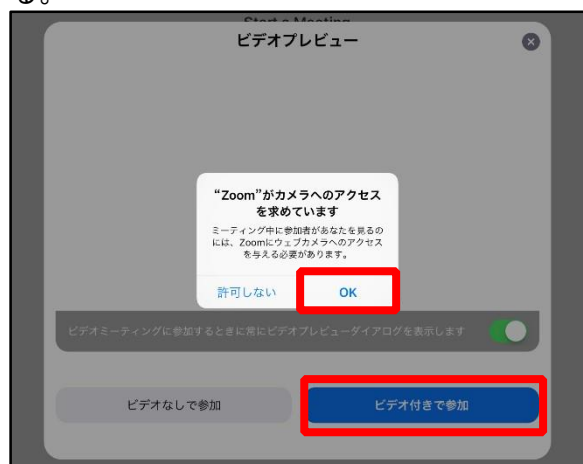 る。
Start a Meeting
ビデオプレビュー
“Zoom”がカメラへのアクセス
を求めています
ミーティング中に参加者があなたを見るの
には、Zoomにウェブカメラへのアクセス
を与える必要があります。
許可しない OK
ビデオミーティングに参加するときに常にビデオプレビューダイアログを表示します
ビデオなしで参加 ビデオ付きで参加